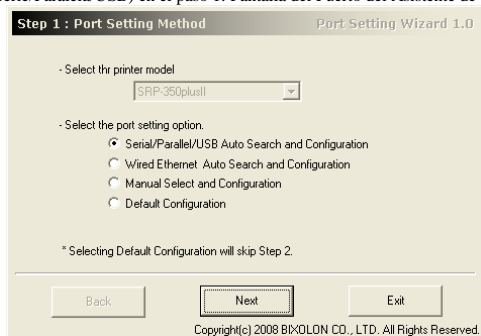 Step 1 : Port Setting Method Port Setting Wizard 1.0
- Select thr printer model
SRP-350plusII
- Select the port setting option.
Serial/Parallel/USB Auto Search and Configuration
Wired Ethernet Auto Search and Configuration
Manual Select and Configuration
Default Configuration
* Selecting Default Configuration will skip Step 2.
Back Next Exit
Copyright(c) 2008 BIXOLON CO., LTD. All Rights Reserved.